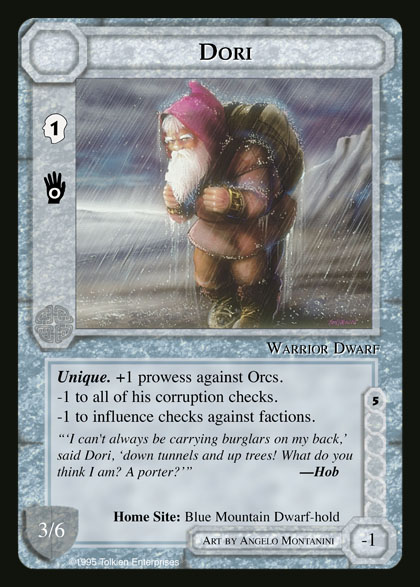 DORI
1
WARRIOR DWARF
Unique. +1 prowess against Orcs.
-1 to all of his corruption checks.
-1 to influence checks against factions.
5
“‘I can't always be carrying burglars on my back,’
said Dori, ‘down tunnels and up trees! What do you
think I am? A porter?’” —Hob
Home Site: Blue Mountain Dwarf-hold
3/6
ART BY ANGELO MONTANINI
-1
©1995 Tolkien Enterprises